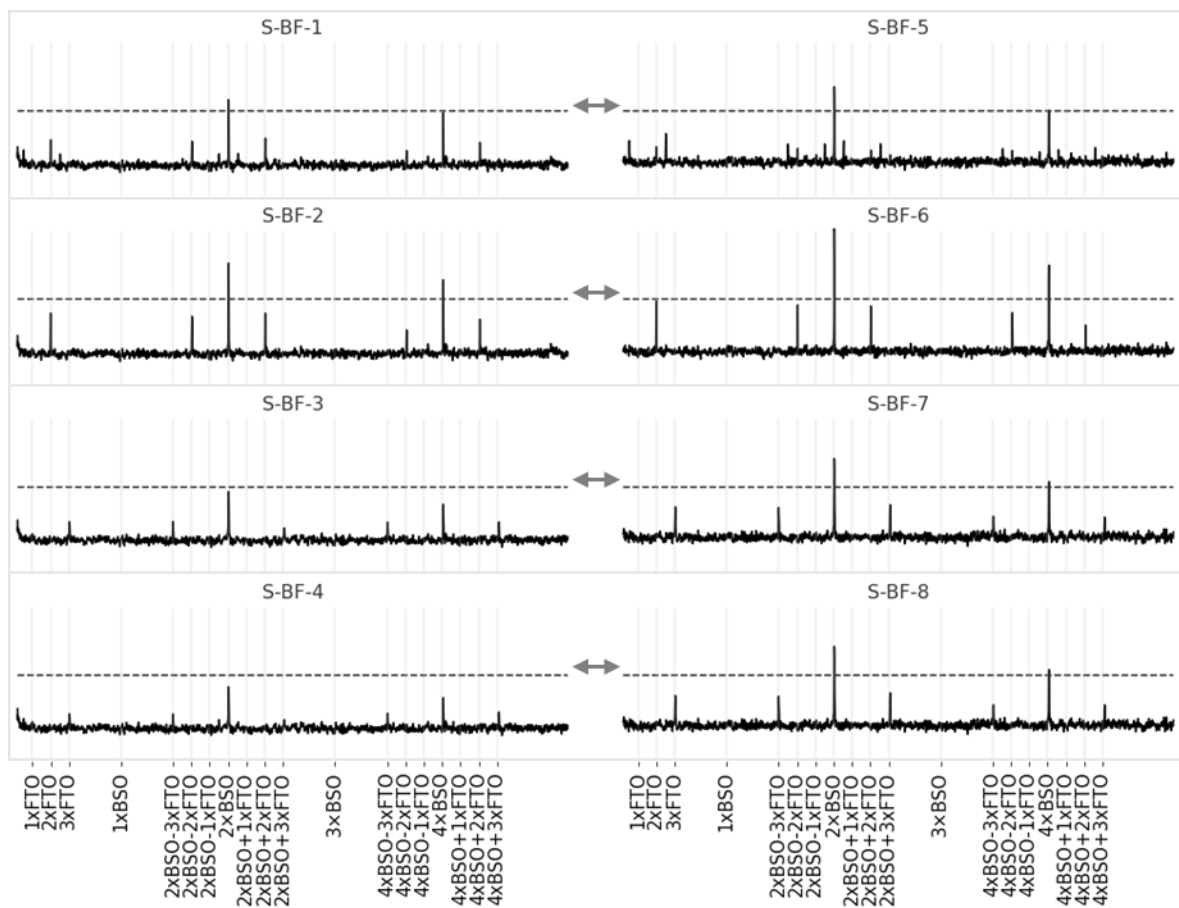 S-BF-1
S-BF-5
S-BF-2
S-BF-6
S-BF-3
S-BF-7
S-BF-4
S-BF-8
1xFTO
2xFTO
3xFTO
1xBSO
2xBSO-3xFTO
2xBSO-2xFTO
2xBSO-1xFTO
2xBSO
2xBSO+1xFTO
2xBSO+2xFTO
2xBSO+3xFTO
3xBSO
4xBSO-3xFTO
4xBSO-2xFTO
4xBSO-1xFTO
4xBSO
4xBSO+1xFTO
4xBSO+2xFTO
4xBSO+3xFTO
1xFTO
2xFTO
3xFTO
1xBSO
2xBSO-3xFTO
2xBSO-2xFTO
2xBSO-1xFTO
2xBSO
2xBSO+1xFTO
2xBSO+2xFTO
2xBSO+3xFTO
3xBSO
4xBSO-3xFTO
4xBSO-2xFTO
4xBSO-1xFTO
4xBSO
4xBSO+1xFTO
4xBSO+2xFTO
4xBSO+3xFTO